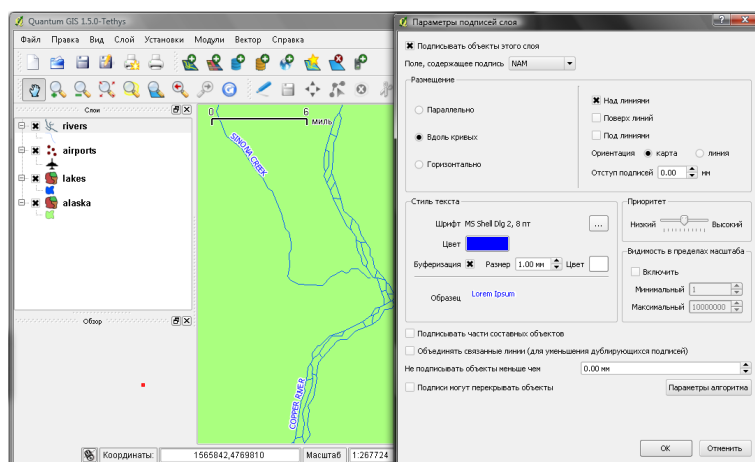 Quantum GIS 1.5.0-Tethys
Файл Правка Вид Слой Установки Модули Вектор Справка
Слои
rivers
airports
lakes
alaska
Обзор
0 6
миль
SINONA CREEK
COPPER RIVER
Координаты: 1565842,4769810 Масштаб 1:267724
Параметры подписей слоя
Подписывать объекты этого слоя
Поле, содержащее подпись NAM
Размещение
Параллельно
Вдоль кривых
Горизонтально
Над линиями
Поверх линий
Под линиями
Ориентация карта линия
Отступ подписей 0.00 мм
Стиль текста
Шрифт MS Shell Dlg 2, 8 пт ...
Цвет
Буферизация Размер 1.00 мм Цвет
Образец Lorem Ipsum
Приоритет
Низкий Высокий
Видимость в пределах масштаба
Включить
Минимальный 1
Максимальный 10000000
Подписывать части составных объектов
Объединять связанные линии (для уменьшения дублирующихся подписей)
Не подписывать объекты меньше чем 0.00 мм
Подписи могут перекрывать объекты
Параметры алгоритма
OK Отменить